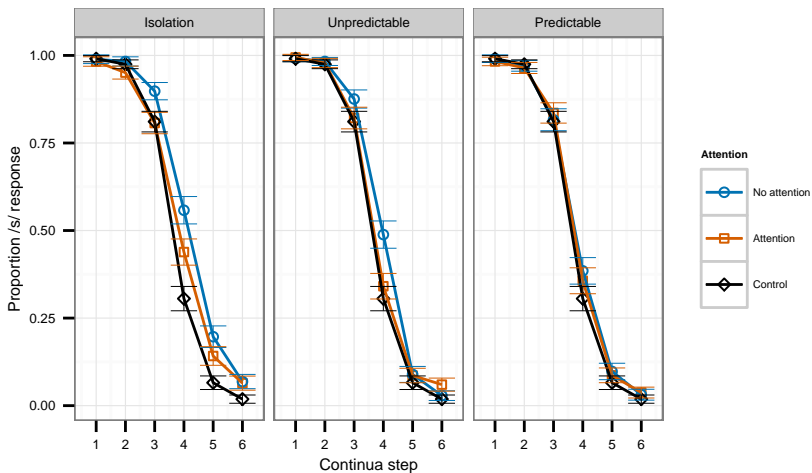 Isolation Unpredictable Predictable
1.00
0.75
0.50
0.25
0.00
Proportion /s/ response
1 2 3 4 5 6 1 2 3 4 5 6 1 2 3 4 5 6
Continua step
Attention
No attention
Attention
Control